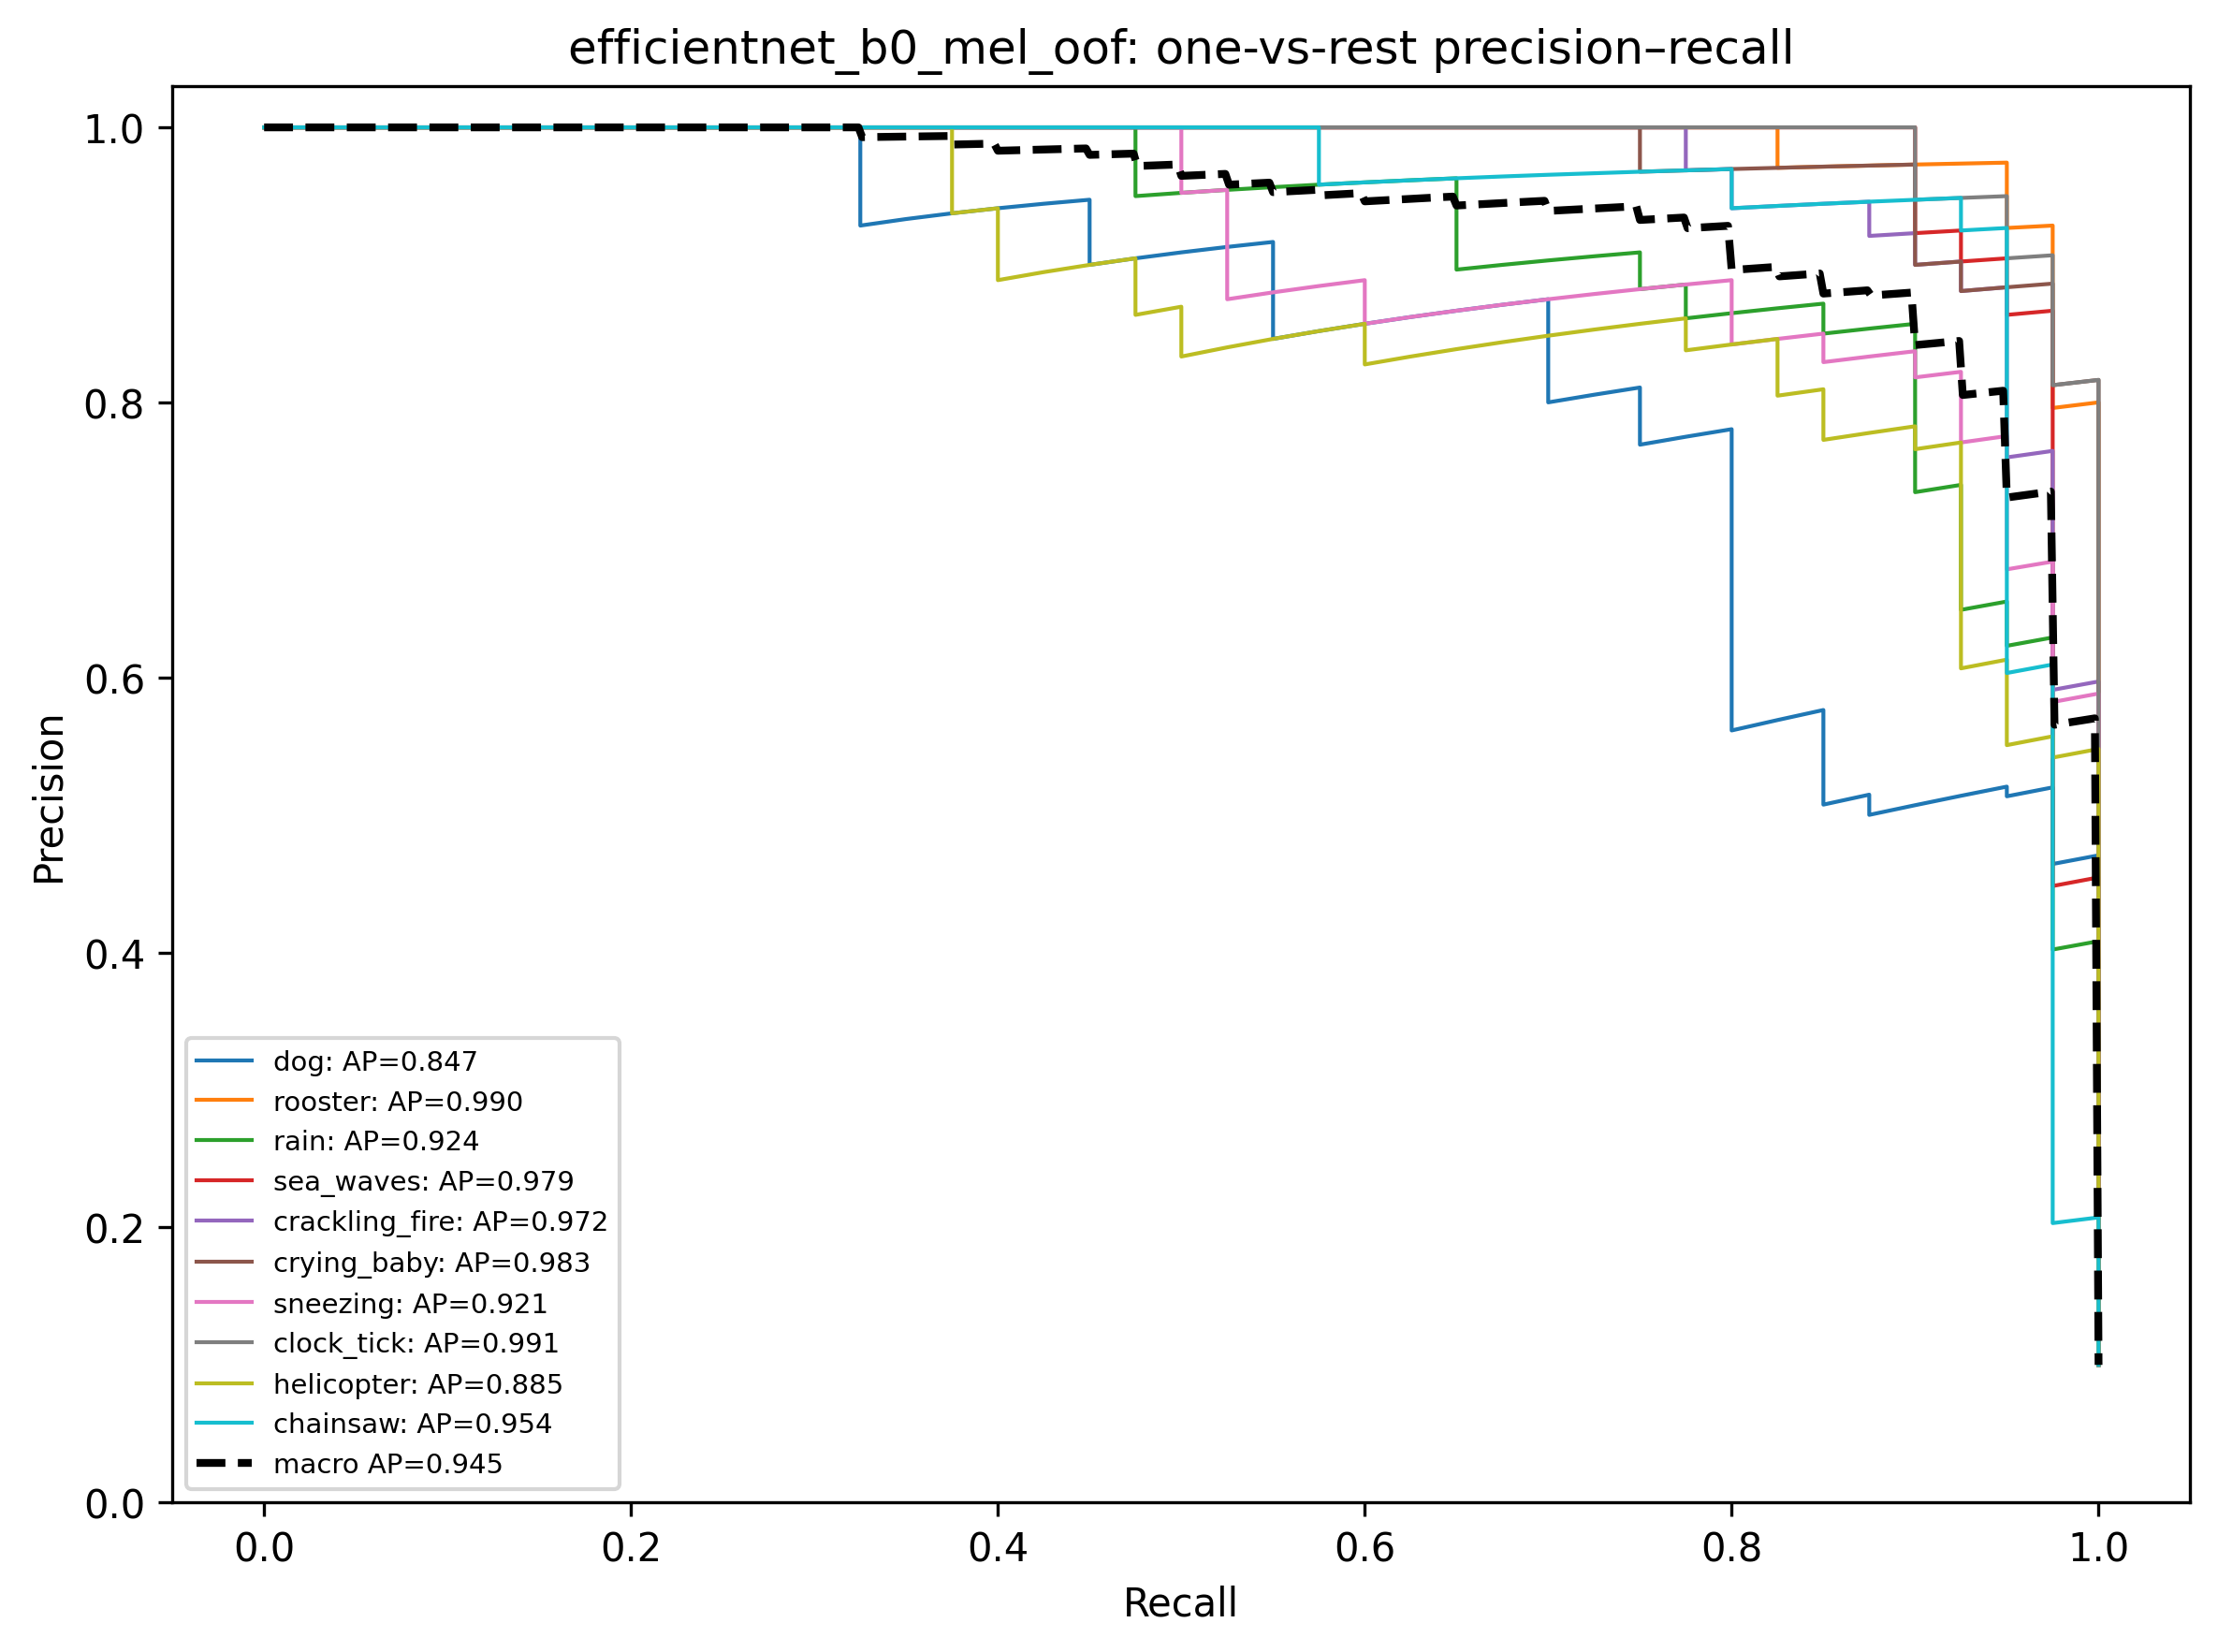 efficientnet_b0_mel_oof: one-vs-rest precision–recall
1.0
0.8
0.6
0.4
0.2
0.0
Precision
dog: AP=0.847
rooster: AP=0.990
rain: AP=0.924
sea_waves: AP=0.979
crackling_fire: AP=0.972
crying_baby: AP=0.983
sneezing: AP=0.921
clock_tick: AP=0.991
helicopter: AP=0.885
chainsaw: AP=0.954
macro AP=0.945
0.0 0.2 0.4 0.6 0.8 1.0
Recall